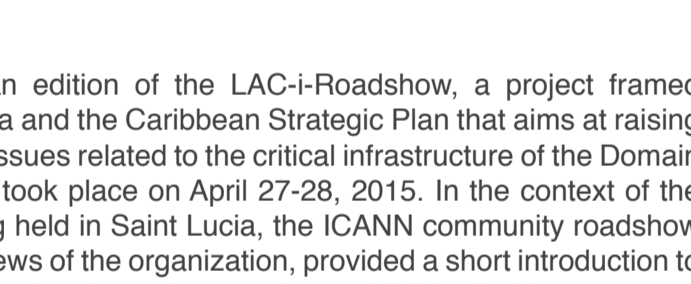 n edition of the LAC-i-Roadshow, a project framed
a and the Caribbean Strategic Plan that aims at raising
ssues related to the critical infrastructure of the Domain
took place on April 27-28, 2015. In the context of the
g held in Saint Lucia, the ICANN community roadshow
ews of the organization, provided a short introduction to